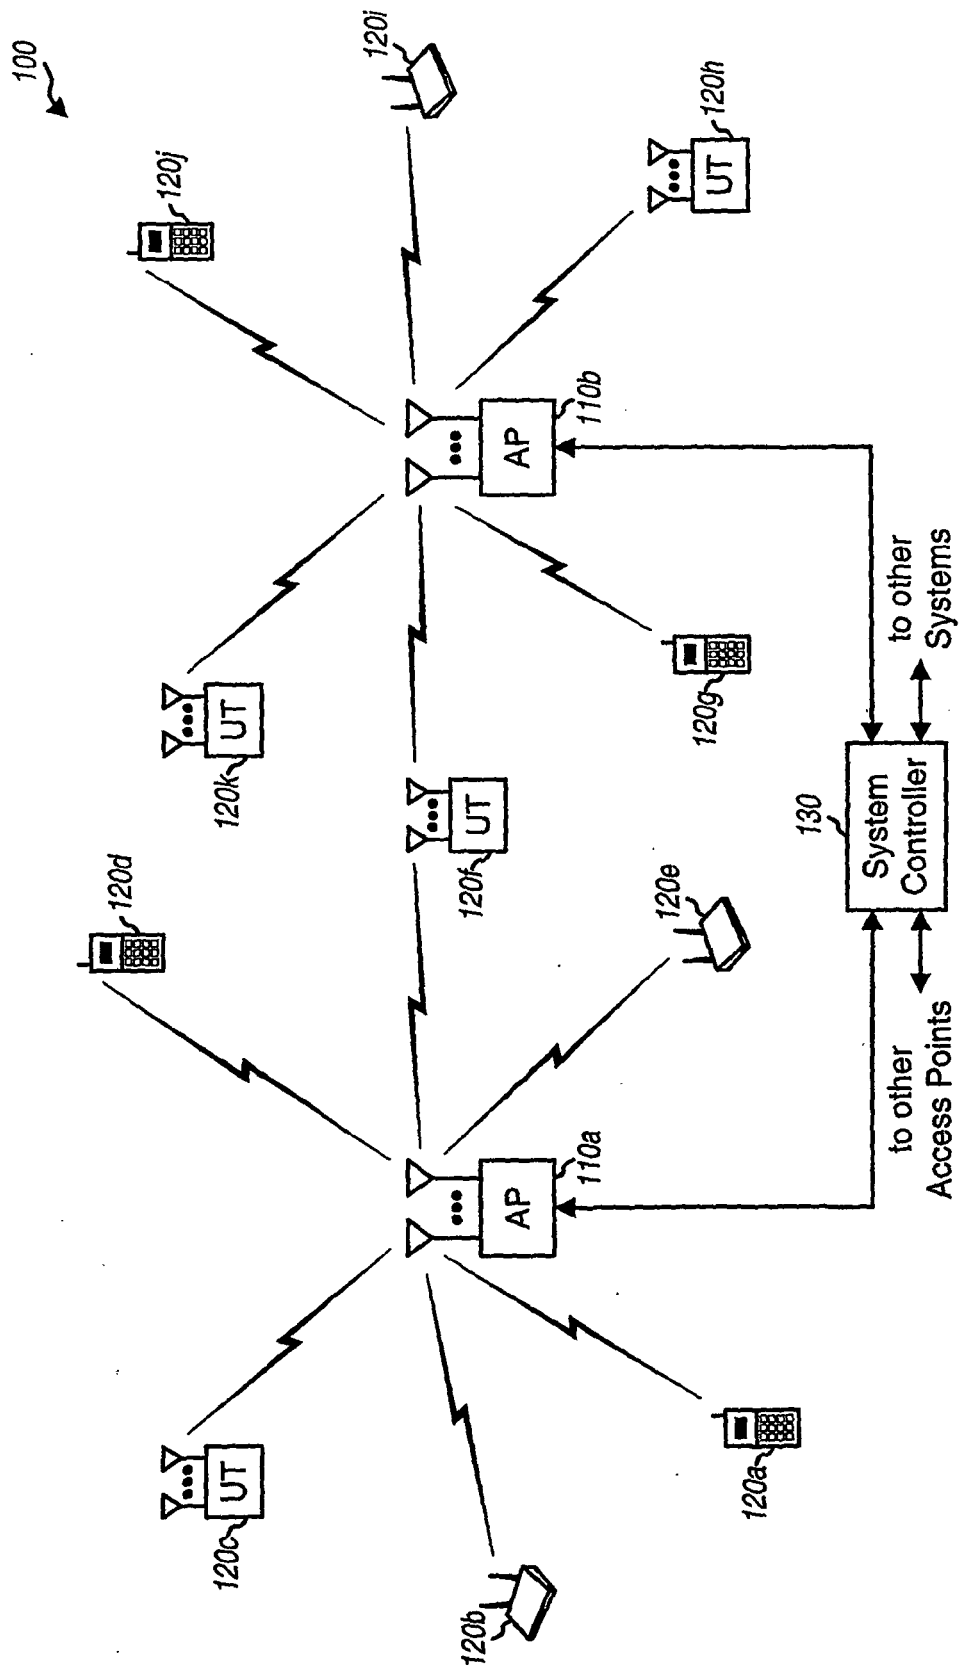 100
120j
120i
120d
120k
UT
120c
UT
120f
UT
120h
UT
120b
110a
AP
110b
AP
120e
120g
120a
130
System
Controller
to other
Access Points
to other
Systems